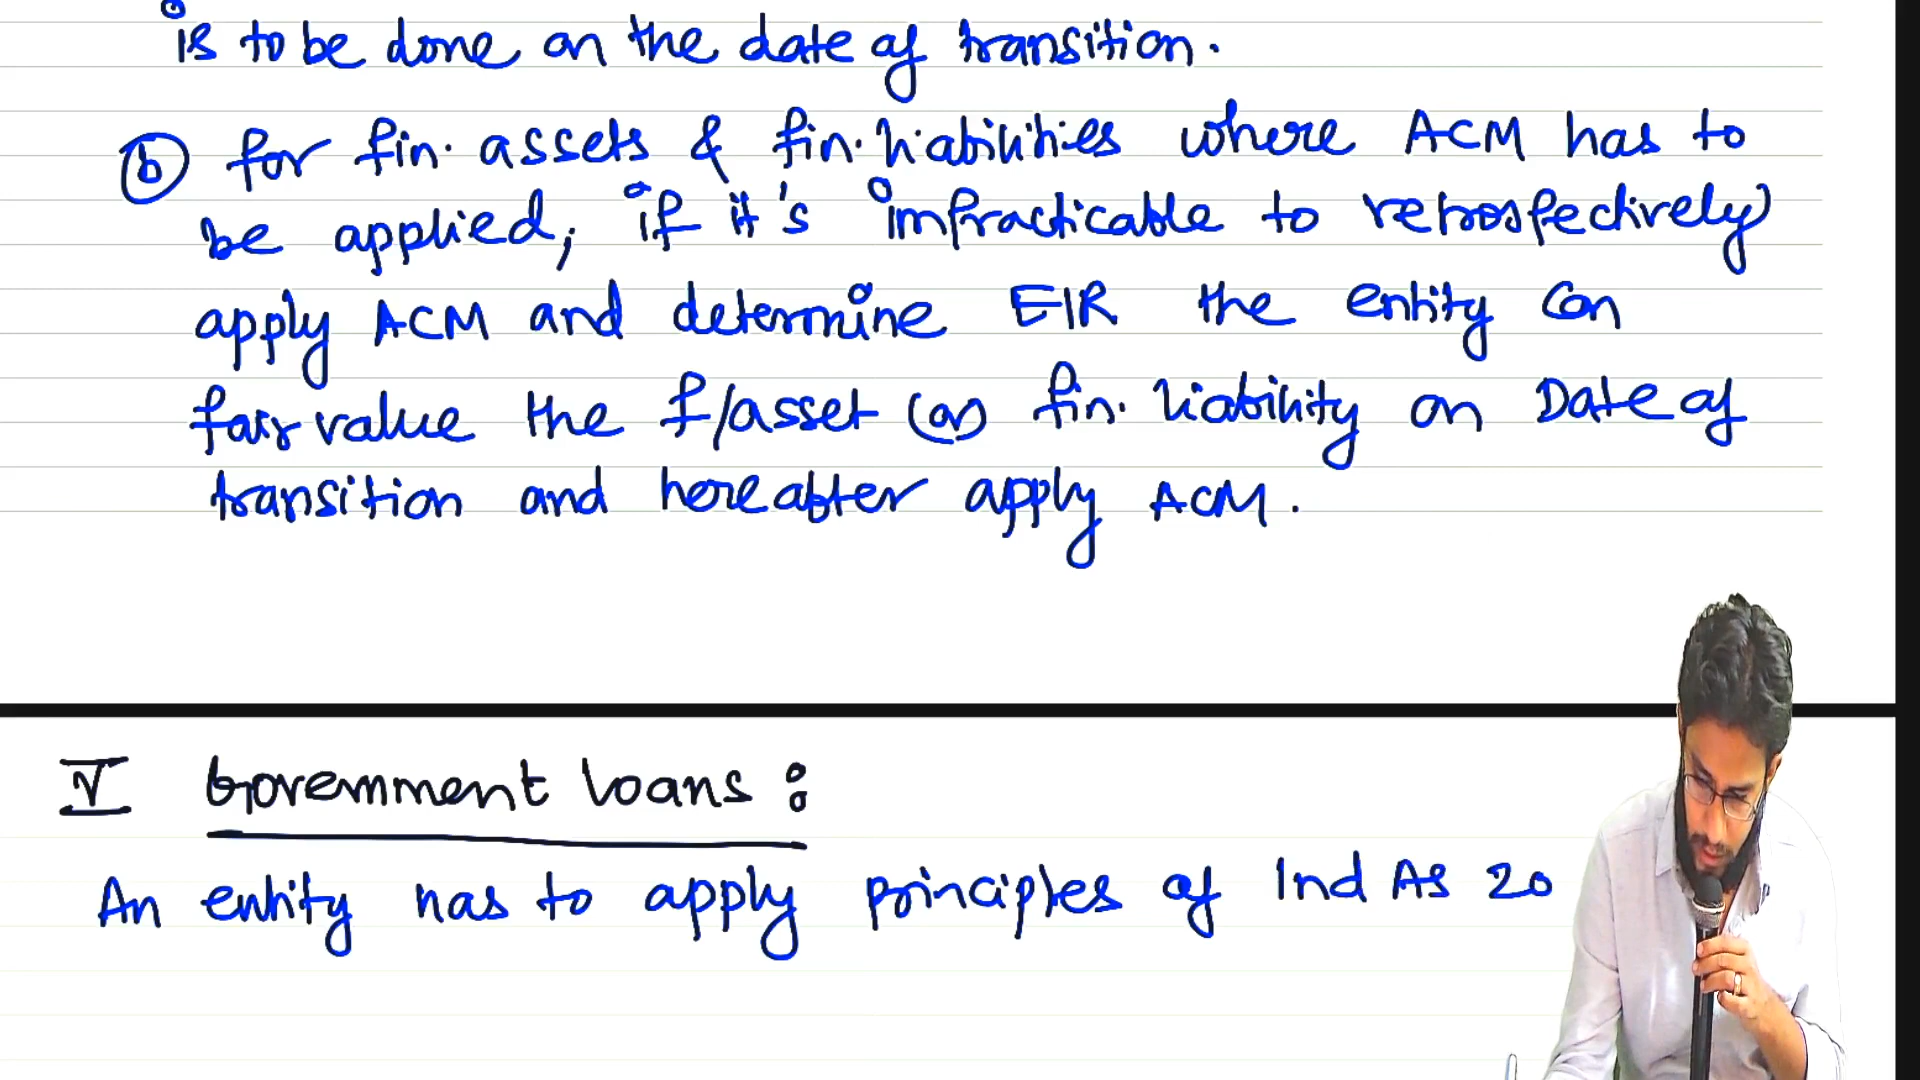 is to be done on the date of transition.
(b) for fin. assets & fin. liabilities where ACM has to
be applied, if it's impracticable to retrospectively
apply ACM and determine EIR the entity can
fair value the f/asset (or) fin. liability on Date of
transition and hereafter apply ACM.
V Government loans :
An entity has to apply principles of Ind AS 20